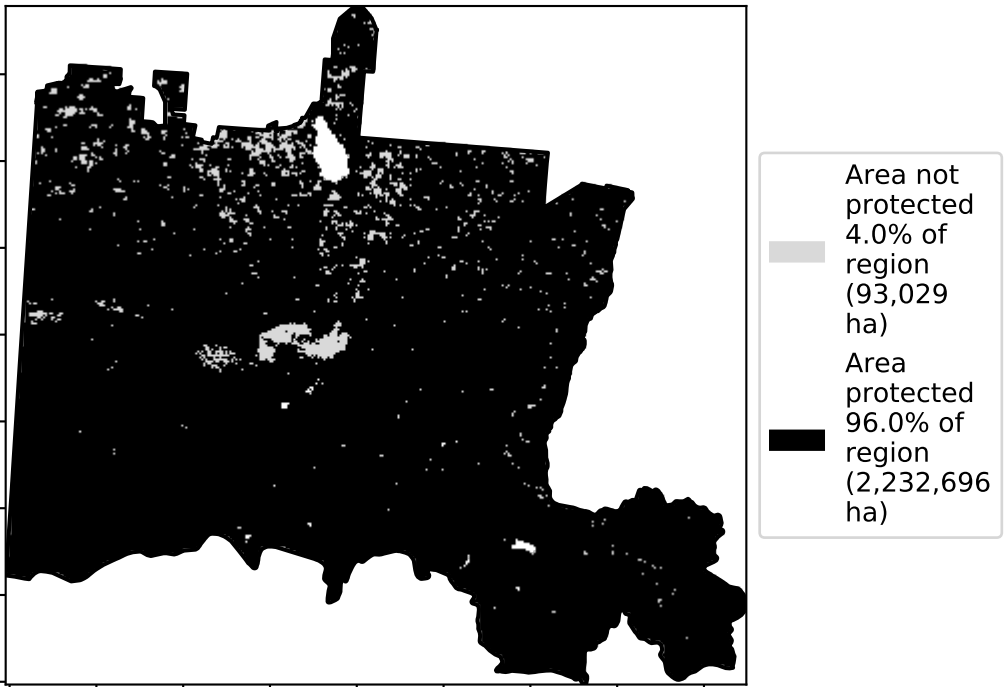 Area not
protected
4.0% of
region
(93,029
ha)
Area
protected
96.0% of
region
(2,232,696
ha)